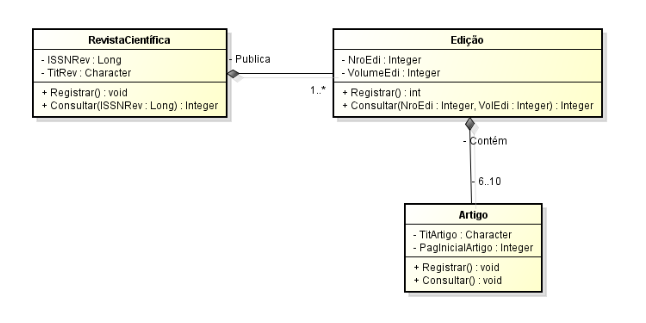 RevistaCientífica
- ISSNRev : Long
- TitRev : Character
+ Registrar() : void
+ Consultar(ISSNRev : Long) : Integer
- Publica
1..*
Edição
- NroEdi : Integer
- VolumeEdi : Integer
+ Registrar() : int
+ Consultar(NroEdi : Integer, VolEdi : Integer) : Integer
- Contém
- 6..10
Artigo
- TitArtigo : Character
- PagInicialArtigo : Integer
+ Registrar() : void
+ Consultar() : void